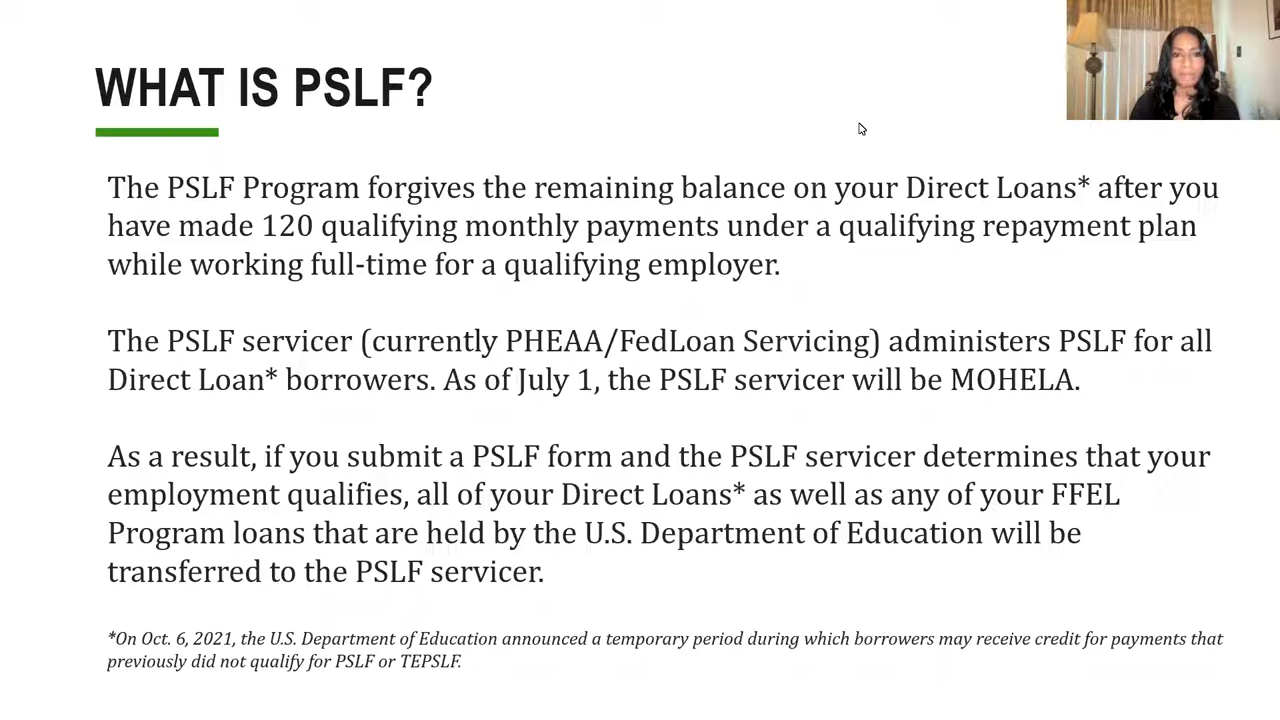 WHAT IS PSLF?
The PSLF Program forgives the remaining balance on your Direct Loans* after you
have made 120 qualifying monthly payments under a qualifying repayment plan
while working full-time for a qualifying employer.
The PSLF servicer (currently PHEAA/FedLoan Servicing) administers PSLF for all
Direct Loan* borrowers. As of July 1, the PSLF servicer will be MOHELA.
As a result, if you submit a PSLF form and the PSLF servicer determines that your
employment qualifies, all of your Direct Loans* as well as any of your FFEL
Program loans that are held by the U.S. Department of Education will be
transferred to the PSLF servicer.
*On Oct. 6, 2021, the U.S. Department of Education announced a temporary period during which borrowers may receive credit for payments that
previously did not qualify for PSLF or TEPSLF.